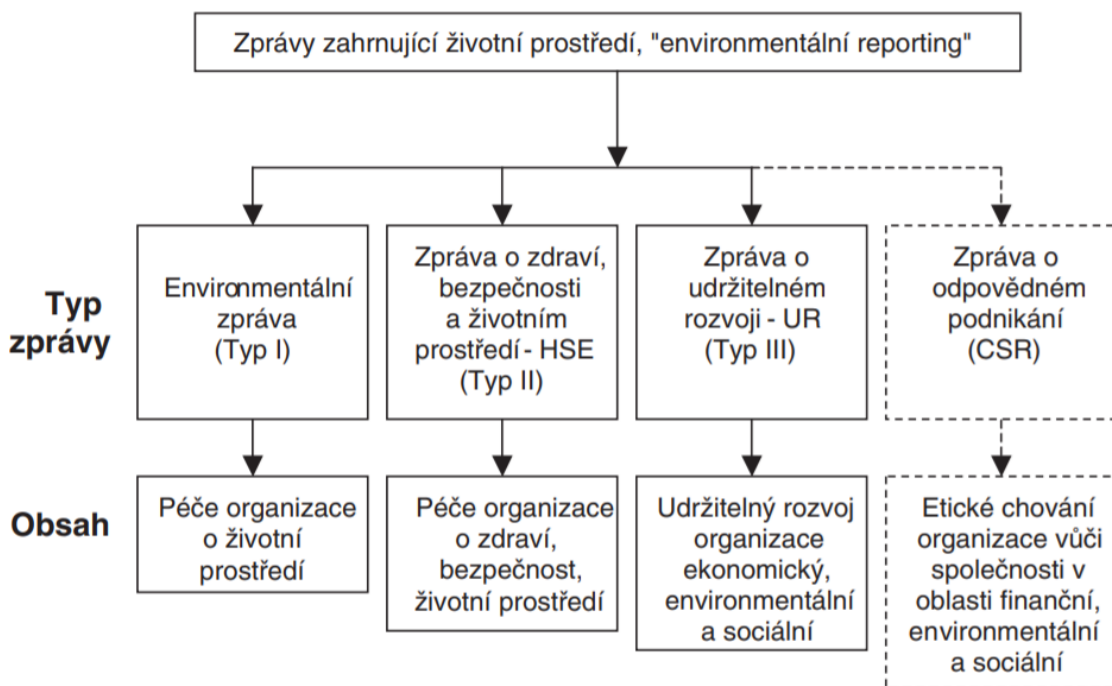 Zprávy zahrnující životní prostředí, "environmentální reporting"
Typ
zprávy
Environmentální
zpráva
(Typ I)
Zpráva o zdraví,
bezpečnosti
a životním
prostředí - HSE
(Typ II)
Zpráva o
udržitelném
rozvoji - UR
(Typ III)
Zpráva o
odpovědném
podnikání
(CSR)
Obsah
Péče organizace
o životní
prostředí
Péče organizace
o zdraví,
bezpečnost,
životní prostředí
Udržitelný rozvoj
organizace
ekonomický,
environmentální
a sociální
Etické chování
organizace vůči
společnosti v
oblasti finanční,
environmentální
a sociální